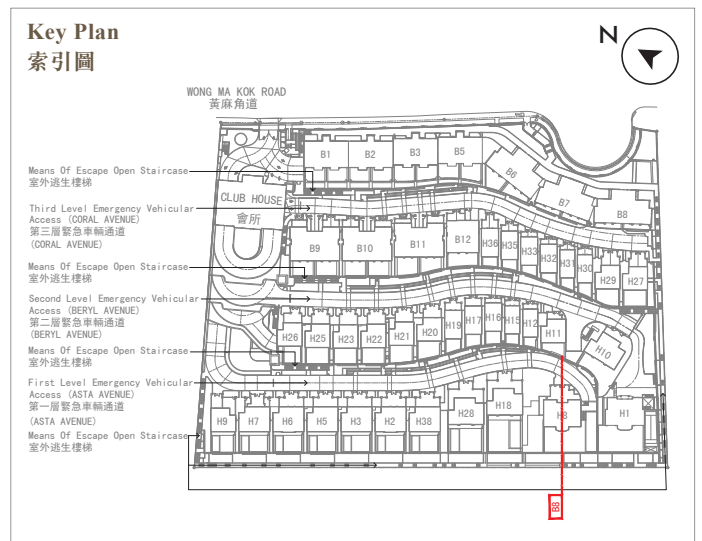 Key Plan
索引圖
N
WONG MA KOK ROAD
黃麻角道
B1
B2
B3
B5
B6
B7
B8
Means Of Escape Open Staircase
室外逃生樓梯
CLUB HOUSE
會所
Third Level Emergency Vehicular
Access (CORAL AVENUE)
第三層緊急車輛通道
(CORAL AVENUE)
B9
B10
B11
B12
H36
H35
H33
H32
H31
H30
H29
H27
Means Of Escape Open Staircase
室外逃生樓梯
Second Level Emergency Vehicular
Access (BERYL AVENUE)
第二層緊急車輛通道
(BERYL AVENUE)
H26
H25
H23
H22
H21
H20
H19
H17
H16
H15
H12
H11
H10
Means Of Escape Open Staircase
室外逃生樓梯
First Level Emergency Vehicular
Access (ASTA AVENUE)
第一層緊急車輛通道
(ASTA AVENUE)
H9
H7
H6
H5
H3
H2
H38
H28
H18
H8
H1
Means Of Escape Open Staircase
室外逃生樓梯
B8